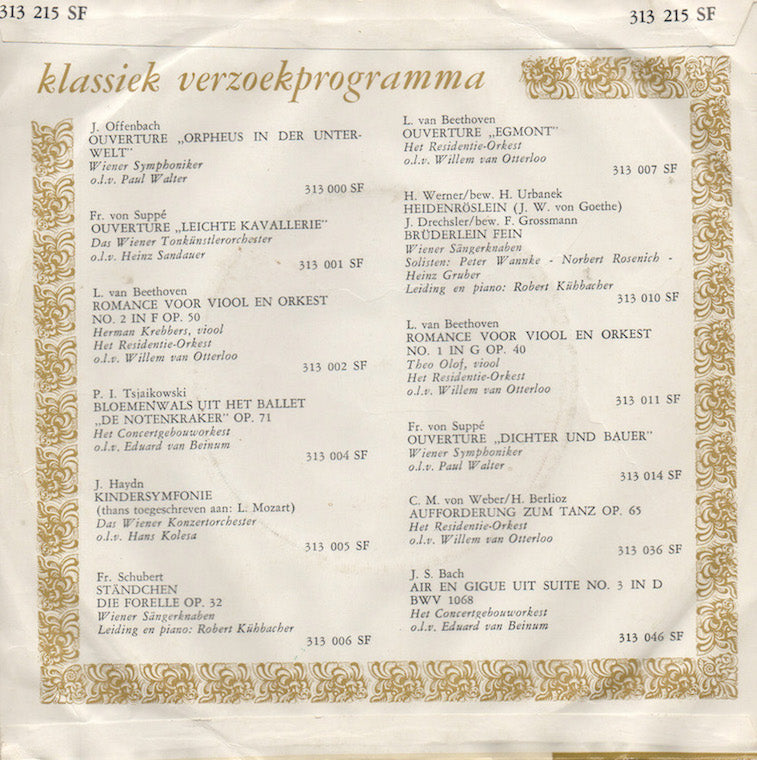 313 215 SF
313 215 SF
klassiek verzoekprogramma
J. Offenbach
OUVERTURE „ORPHEUS IN DER UNTER-
WELT"
Wiener Symphoniker
o.l.v. Paul Walter
313 000 SF
Fr. von Suppé
OUVERTURE „LEICHTE KAVALLERIE"
Das Wiener Tonkünstlerorchester
o.l.v. Heinz Sandauer
313 001 SF
L. van Beethoven
ROMANCE VOOR VIOOL EN ORKEST
NO. 2 IN F OP. 50
Herman Krebbers, viool
Het Residentie-Orkest
o.l.v. Willem van Otterloo
313 002 SF
P. I. Tsjaikowski
BLOEMENWALS UIT HET BALLET
„DE NOTENKRAKER" OP. 71
Het Concertgebouworkest
o.l.v. Eduard van Beinum
313 004 SF
J. Haydn
KINDERSYMFONIE
(thans toegeschreven aan: L. Mozart)
Das Wiener Konzertorchester
o.l.v. Hans Kolesa
313 005 SF
Fr. Schubert
STÄNDCHEN
DIE FORELLE OP. 32
Wiener Sängerknaben
Leiding en piano: Robert Kühbacher
313 006 SF
L. van Beethoven
OUVERTURE „EGMONT"
Het Residentie-Orkest
o.l.v. Willem van Otterloo
313 007 SF
H. Werner/bew. H. Urbanek
HEIDENRÖSLEIN (J. W. von Goethe)
J. Drechsler/bew. F. Grossmann
BRÜDERLEIN FEIN
Wiener Sängerknaben
Solisten: Peter Wannke - Norbert Rosenich -
Heinz Gruber
Leiding en piano: Robert Kühbacher
313 010 SF
L. van Beethoven
ROMANCE VOOR VIOOL EN ORKEST
NO. 1 IN G OP. 40
Theo Olof, viool
Het Residentie-Orkest
o.l.v. Willem van Otterloo
313 011 SF
Fr. von Suppé
OUVERTURE „DICHTER UND BAUER"
Wiener Symphoniker
o.l.v. Paul Walter
313 014 SF
C. M. von Weber/H. Berlioz
AUFFORDERUNG ZUM TANZ OP. 65
Het Residentie-Orkest
o.l.v. Willem van Otterloo
313 036 SF
J. S. Bach
AIR EN GIGUE UIT SUITE NO. 3 IN D
BWV 1068
Het Concertgebouworkest
o.l.v. Eduard van Beinum
313 046 SF